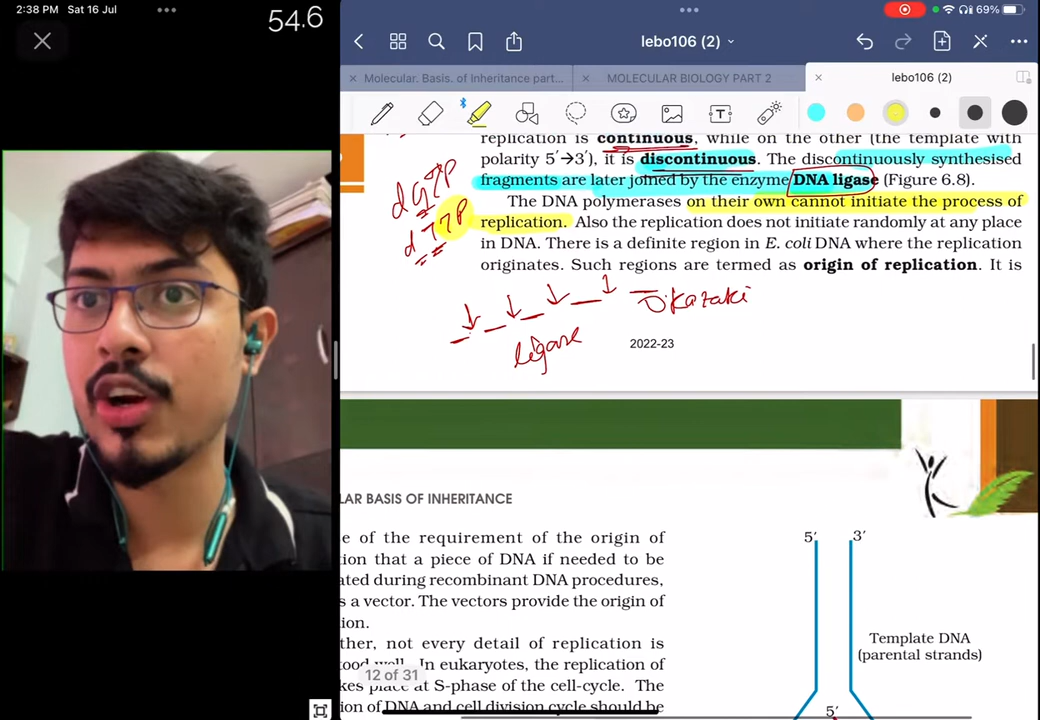 2:38 PM Sat 16 Jul
54.6
69%
lebo106 (2)
Molecular. Basis. of Inheritance part...
MOLECULAR BIOLOGY PART 2
lebo106 (2)
replication is continuous, while on the other (the template with
polarity 5′→3′), it is discontinuous. The discontinuously synthesised
fragments are later joined by the enzyme DNA ligase (Figure 6.8).
The DNA polymerases on their own cannot initiate the process of
replication. Also the replication does not initiate randomly at any place
in DNA. There is a definite region in E. coli DNA where the replication
originates. Such regions are termed as origin of replication. It is
dGTP
dTTP
Okazaki
ligase
2022-23
LAR BASIS OF INHERITANCE
e of the requirement of the origin of
tion that a piece of DNA if needed to be
ated during recombinant DNA procedures,
s a vector. The vectors provide the origin of
ion.
ther, not every detail of replication is
tood well. In eukaryotes, the replication of
kes place at S-phase of the cell-cycle. The
ion of DNA and cell division cycle should be
12 of 31
5′ 3′
Template DNA
(parental strands)
5′